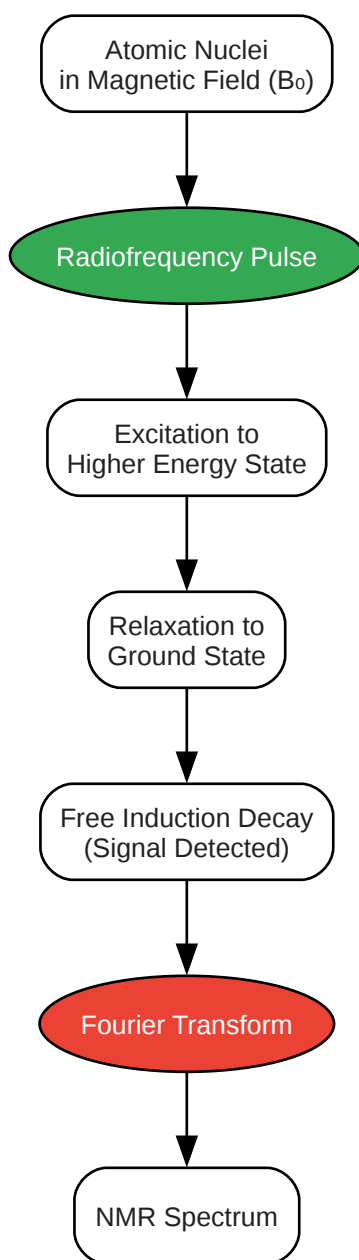 Atomic Nuclei
in Magnetic Field (B₀)
Radiofrequency Pulse
Excitation to
Higher Energy State
Relaxation to
Ground State
Free Induction Decay
(Signal Detected)
Fourier Transform
NMR Spectrum